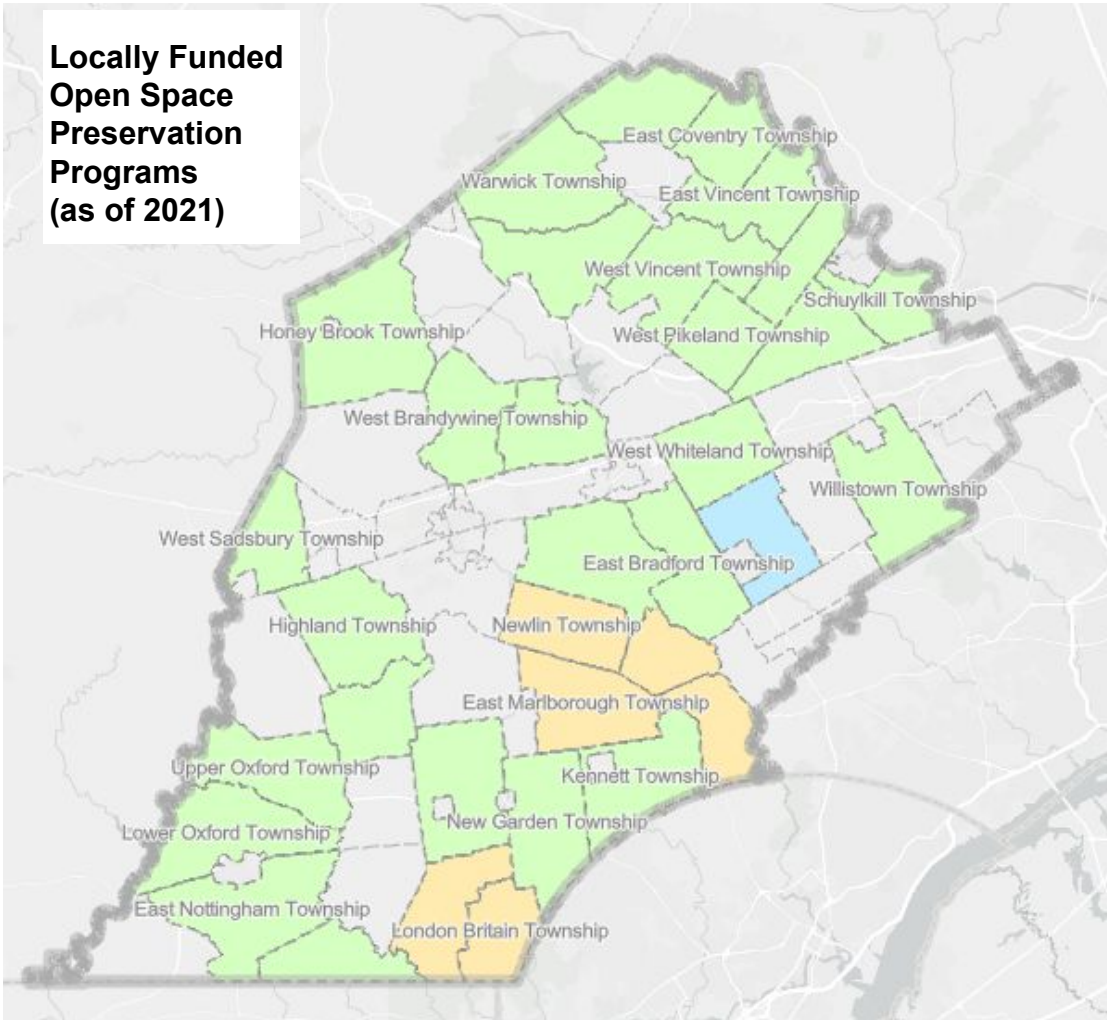 Locally Funded
Open Space
Preservation
Programs
(as of 2021)
East Coventry Township
Warwick Township
East Vincent Township
West Vincent Township
Schuylkill Township
Honey Brook Township
West Pikeland Township
West Brandywine Township
West Whiteland Township
Willistown Township
West Sadsbury Township
East Bradford Township
Highland Township
Newlin Township
East Marlborough Township
Upper Oxford Township
Kennett Township
New Garden Township
Lower Oxford Township
East Nottingham Township
London Britain Township